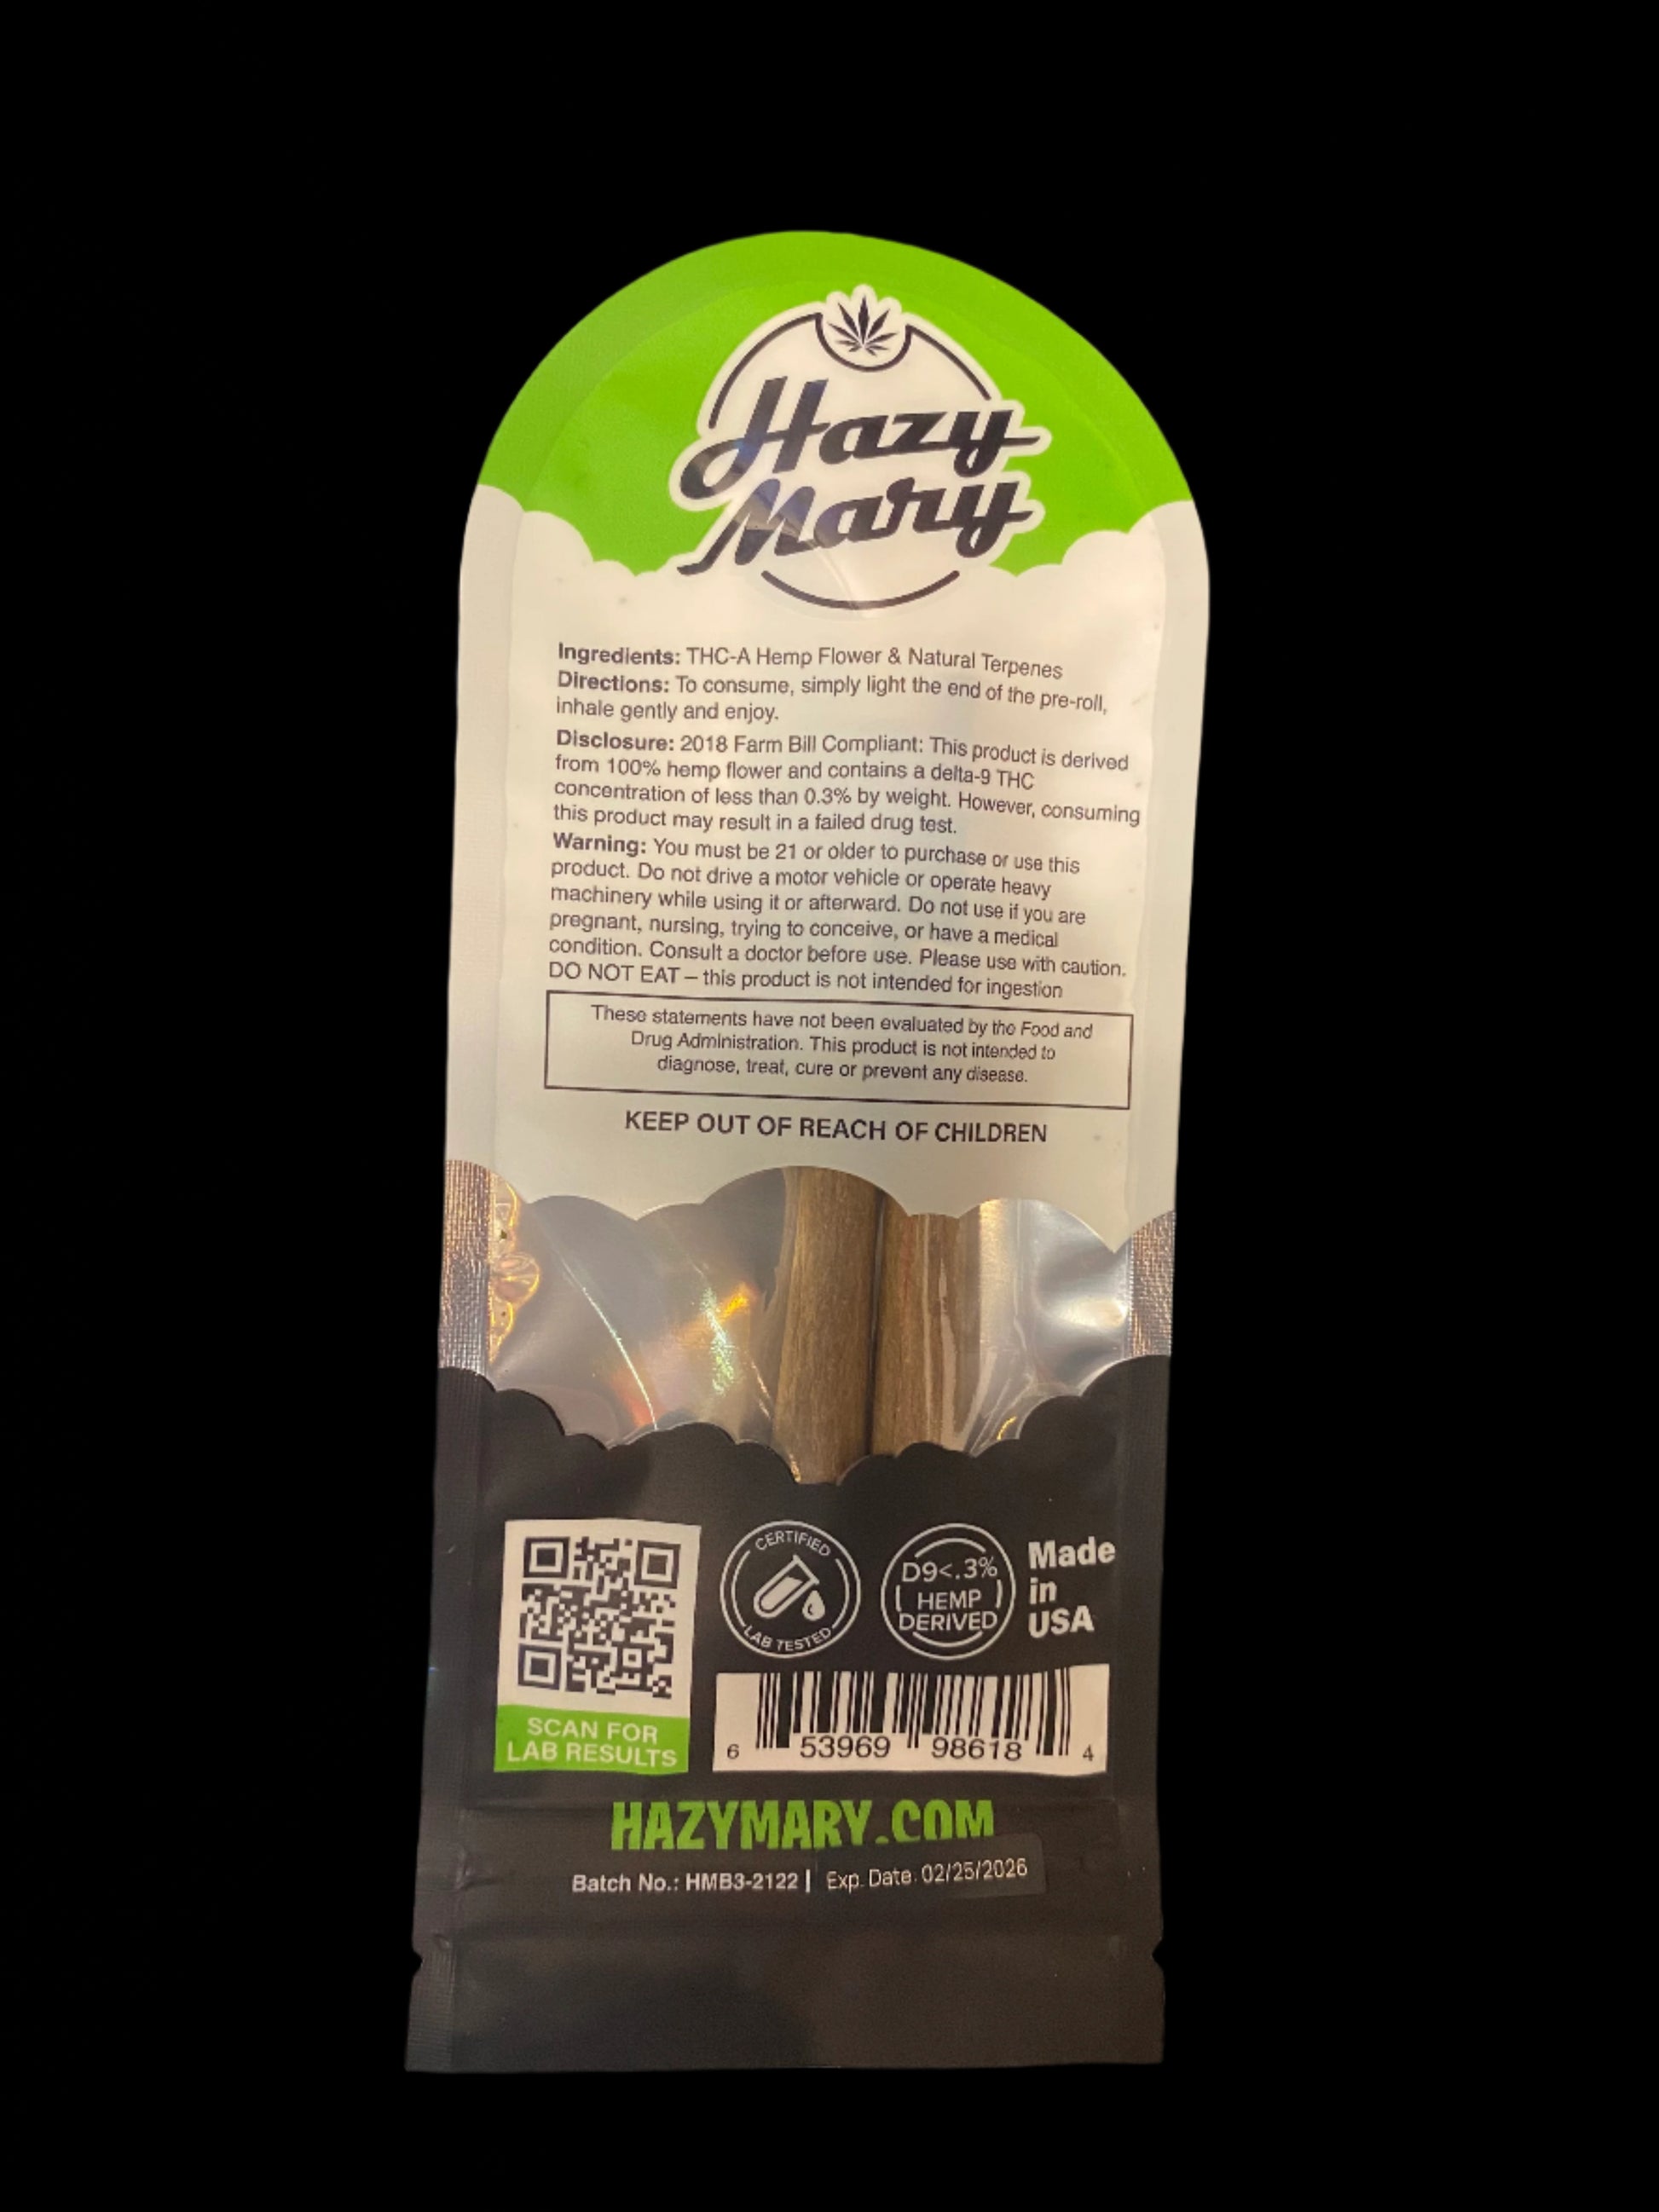 Hazy
Mary
Ingredients: THC-A Hemp Flower & Natural Terpenes
Directions: To consume, simply light the end of the pre-roll,
inhale gently and enjoy.
Disclosure: 2018 Farm Bill Compliant: This product is derived
from 100% hemp flower and contains a delta-9 THC
concentration of less than 0.3% by weight. However, consuming
this product may result in a failed drug test.
Warning: You must be 21 or older to purchase or use this
product. Do not drive a motor vehicle or operate heavy
machinery while using it or afterward. Do not use if you are
pregnant, nursing, trying to conceive, or have a medical
condition. Consult a doctor before use. Please use with caution.
DO NOT EAT – this product is not intended for ingestion
These statements have not been evaluated by the Food and
Drug Administration. This product is not intended to
diagnose, treat, cure or prevent any disease.
KEEP OUT OF REACH OF CHILDREN
SCAN FOR
LAB RESULTS
CERTIFIED
LAB TESTED
D9<.3%
HEMP
DERIVED
Made
in
USA
6 53969 98618 4
HAZYMARY.COM
Batch No.: HMB3-2122 | Exp. Date: 02/25/2026